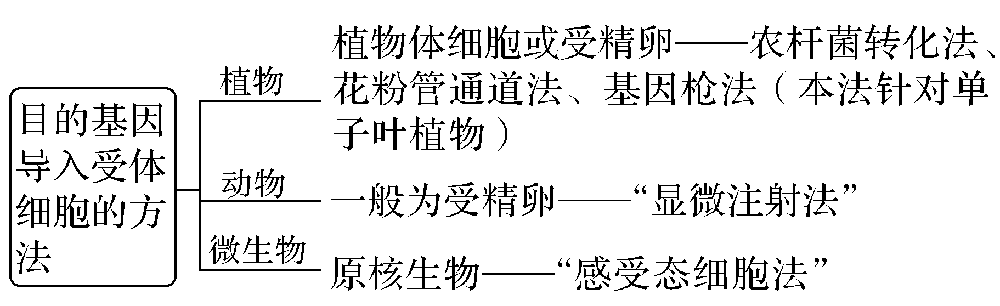 目的基因
导入受体
细胞的方
法
植物
植物体细胞或受精卵——农杆菌转化法、
花粉管通道法、基因枪法（本法针对单
子叶植物）
动物
一般为受精卵——“显微注射法”
微生物
原核生物——“感受态细胞法”